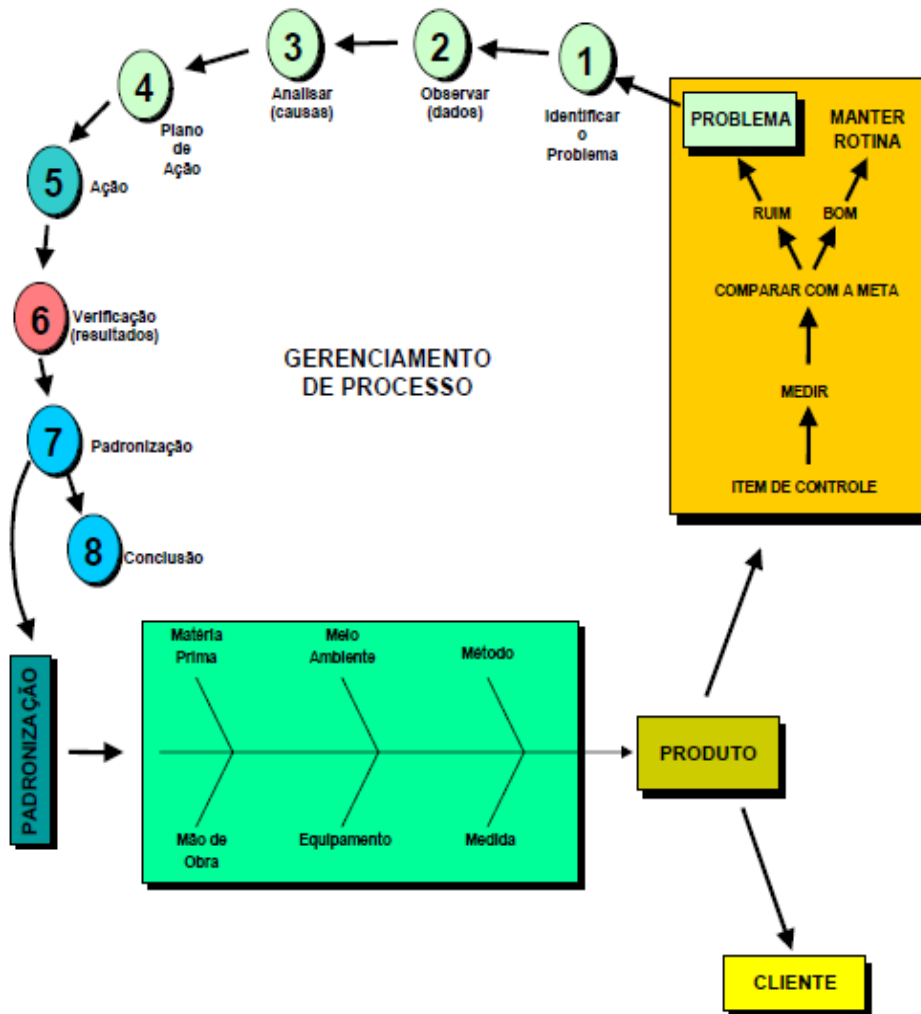 3
2
1
4
Analisar
(causas)
Observar
(dados)
Identificar
o
Problema
Plano
de
Ação
PROBLEMA
MANTER
ROTINA
5
Ação
RUIM
BOM
COMPARAR COM A META
6
Verificação
(resultados)
GERENCIAMENTO
DE PROCESSO
MEDIR
7
Padronização
ITEM DE CONTROLE
8
Conclusão
Matéria
Prima
Meio
Ambiente
Método
PADRONIZAÇÃO
PRODUTO
Mão de
Obra
Equipamento
Medida
CLIENTE